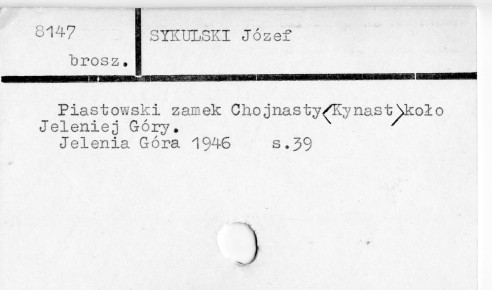 8147
SYKULSKI Józef
brosz.
Piastowski zamek Chojnasty<Kynast>koło
Jeleniej Góry.
Jelenia Góra 1946 s.39